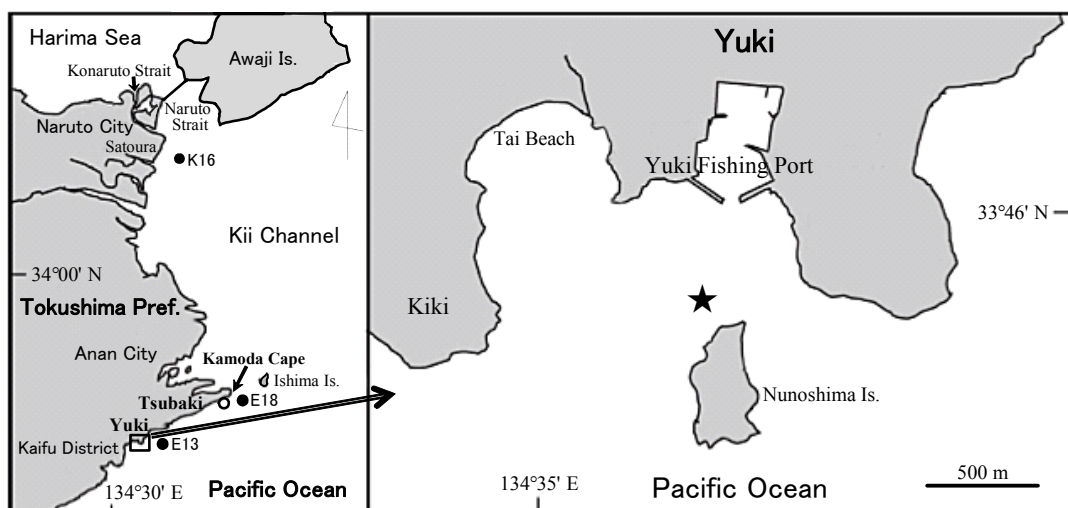 Harima Sea
Konaruto Strait
Awaji Is.
Naruto
Strait
Naruto City
Satoura
K16
Kii Channel
34°00' N
Tokushima Pref.
Anan City
Kamoda Cape
Ishima Is.
Tsubaki
E18
Yuki
Kaifu District
E13
134°30' E
Pacific Ocean
Yuki
Tai Beach
Yuki Fishing Port
33°46' N
Kiki
Nunoshima Is.
134°35' E
Pacific Ocean
500 m